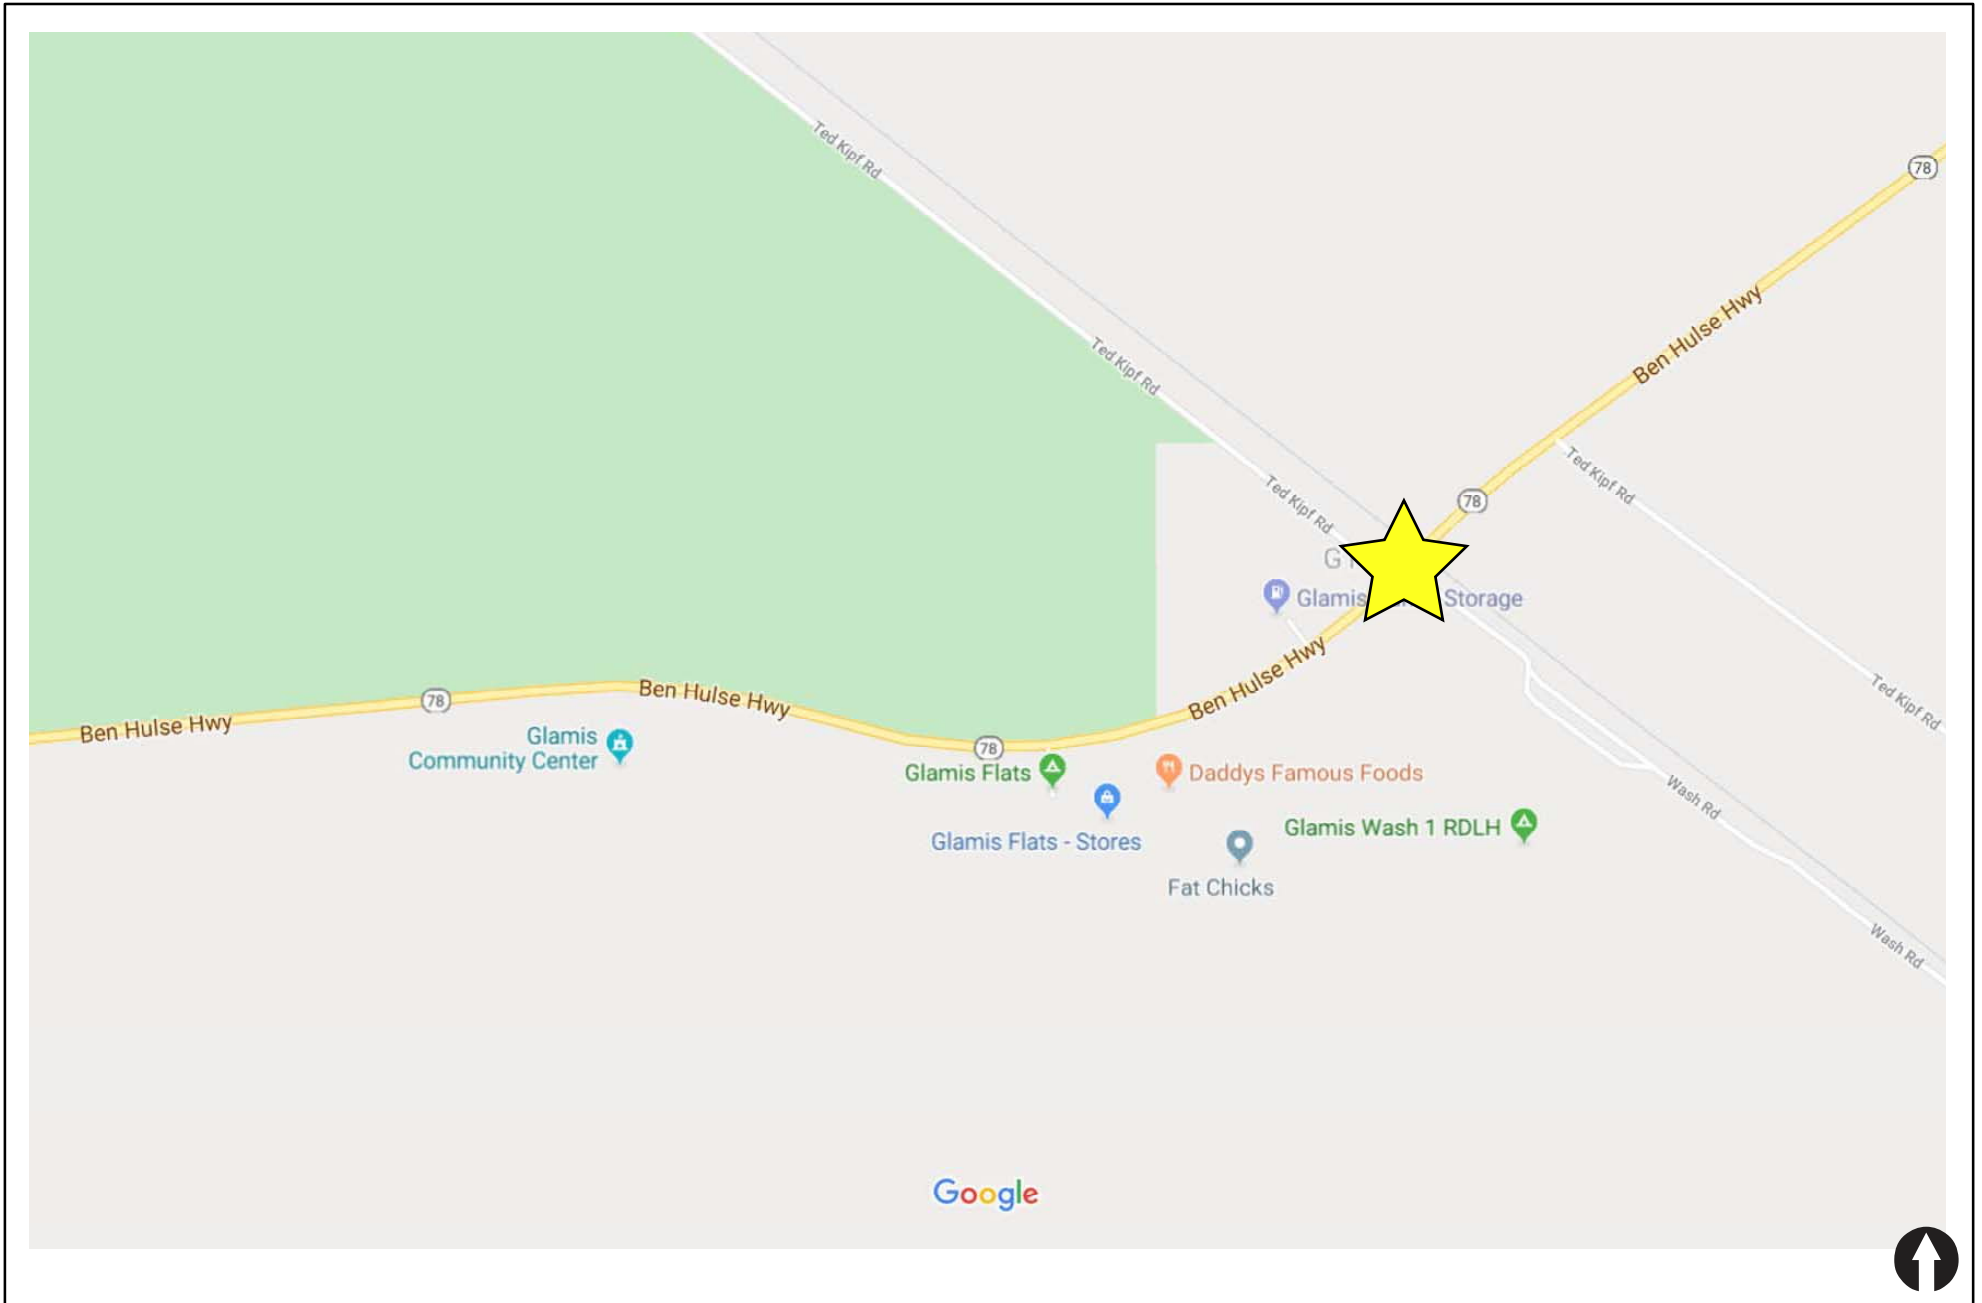 Ted Kipf Rd
78
Ben Hulse Hwy
Ted Kipf Rd
Ted Kipf Rd
78
Ted Kipf Rd
Glamis
Storage
Ben Hulse Hwy
Ted Kipf Rd
Ben Hulse Hwy
78
Ben Hulse Hwy
Glamis
Community Center
78
Glamis Flats
Daddys Famous Foods
Wash Rd
Glamis Flats - Stores
Glamis Wash 1 RDLH
Fat Chicks
Wash Rd
Google